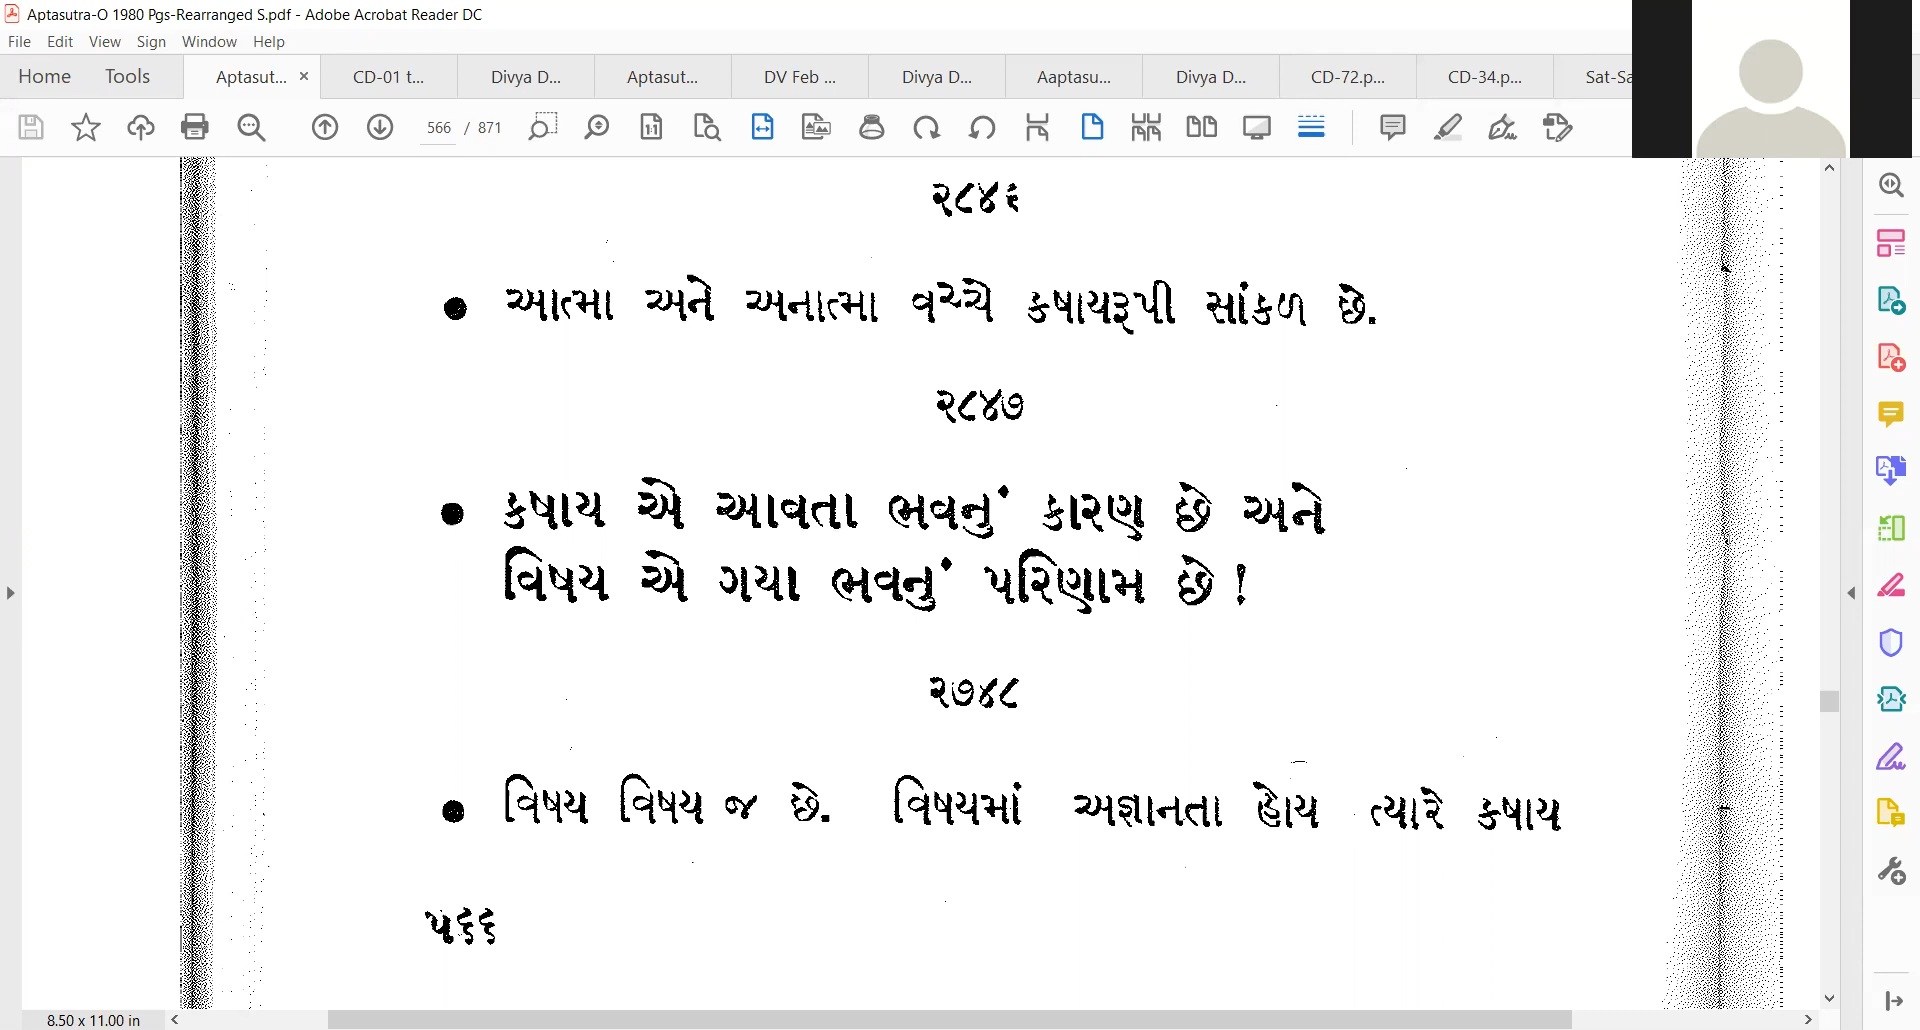 Aptasutra-O 1980 Pgs-Rearranged S.pdf - Adobe Acrobat Reader DC
File Edit View Sign Window Help
Home Tools Aptasut... × CD-01 t... Divya D... Aptasut... DV Feb ... Divya D... Aaptasu... Divya D... CD-72.p... CD-34.p... Sat-Sa
566 / 871
૨૮૪૬
● આત્મા અને અનાત્મા વચ્ચે કષાયરૂપી સાંકળ છે.
૨૮૪૭
● કષાય એ આવતા ભવનું કારણ છે અને
વિષય એ ગયા ભવનું પરિણામ છે !
૨૭૪૮
● વિષય વિષય જ છે. વિષયમાં અજ્ઞાનતા હોય ત્યારે કષાય
૫૬૬
8.50 x 11.00 in